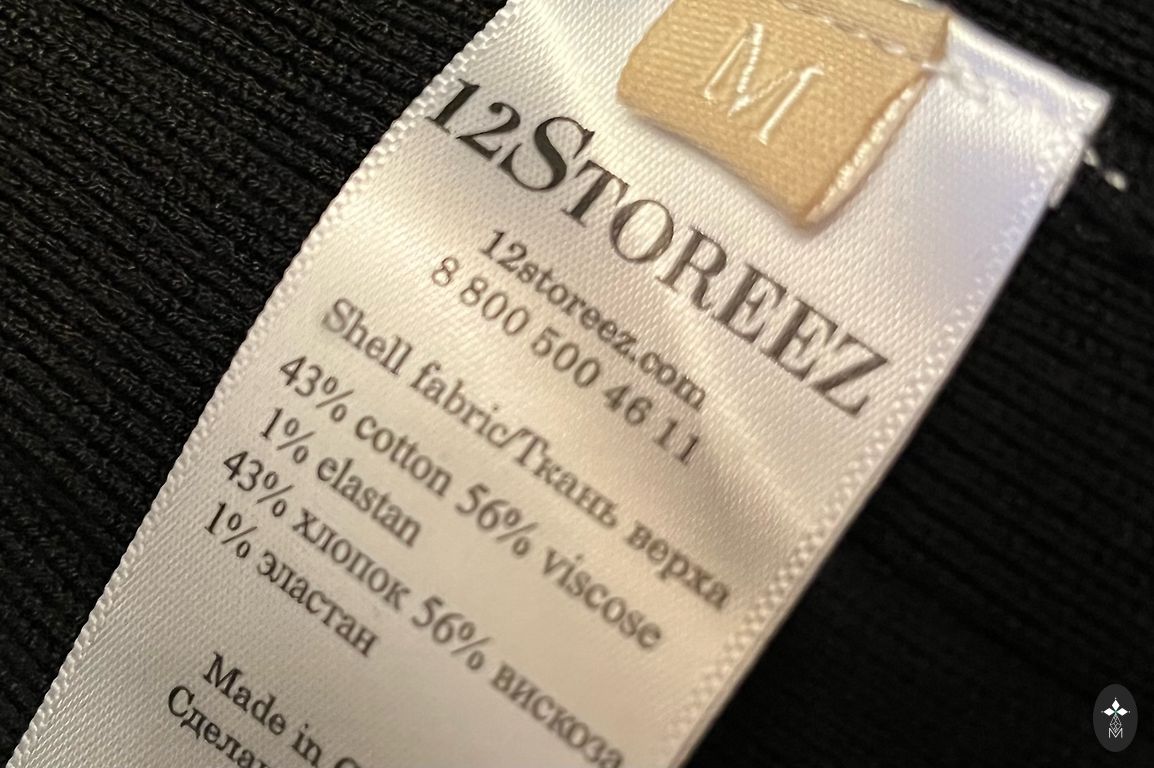 M
12STOREEZ
12storeez.com
8 800 500 46 11
Shell fabric/Ткань верха
43% cotton 56% viscose
1% elastan
43% хлопок 56% вискоза
1% эластан
Made in
M